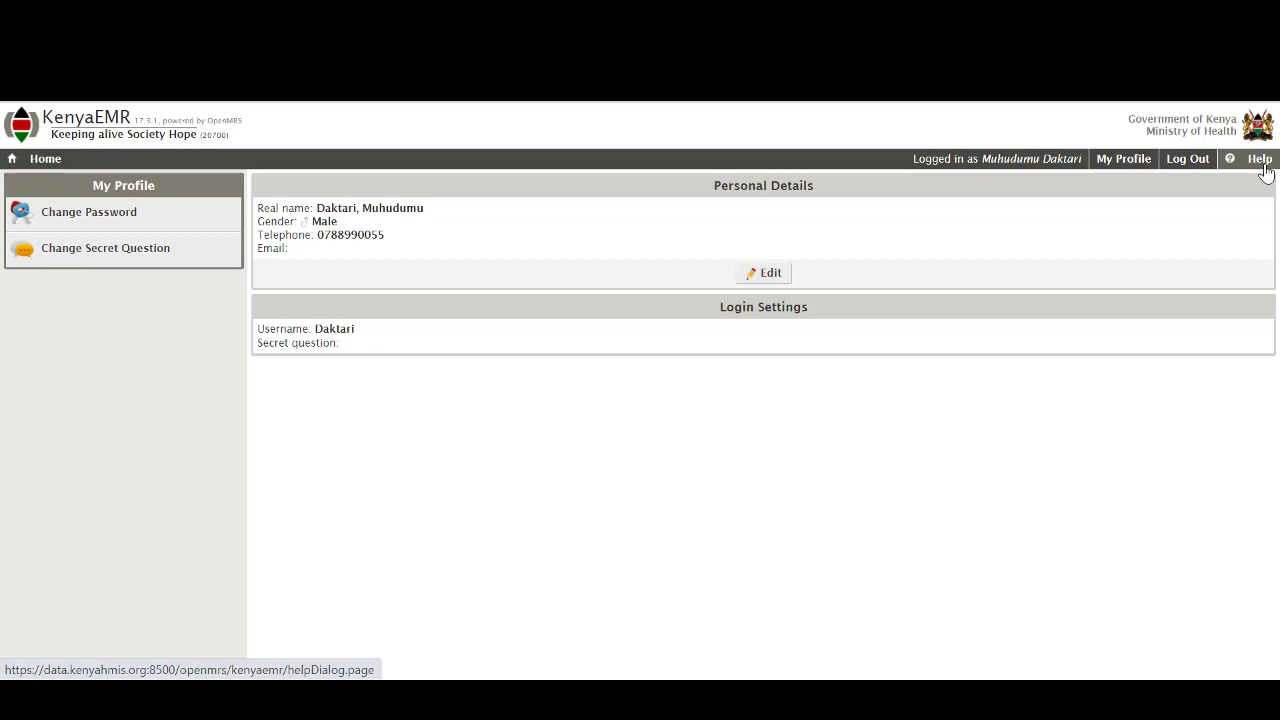 KenyaEMR 17.3.1, powered by OpenMRS
Keeping alive Society Hope (20700)
Government of Kenya
Ministry of Health
Home
Logged in as Muhudumu Daktari
My Profile
Log Out
Help
My Profile
Change Password
Change Secret Question
Personal Details
Real name: Daktari, Muhudumu
Gender: Male
Telephone: 0788990055
Email:
Edit
Login Settings
Username: Daktari
Secret question:
https://data.kenyahmis.org:8500/openmrs/kenyaemr/helpDialog.page